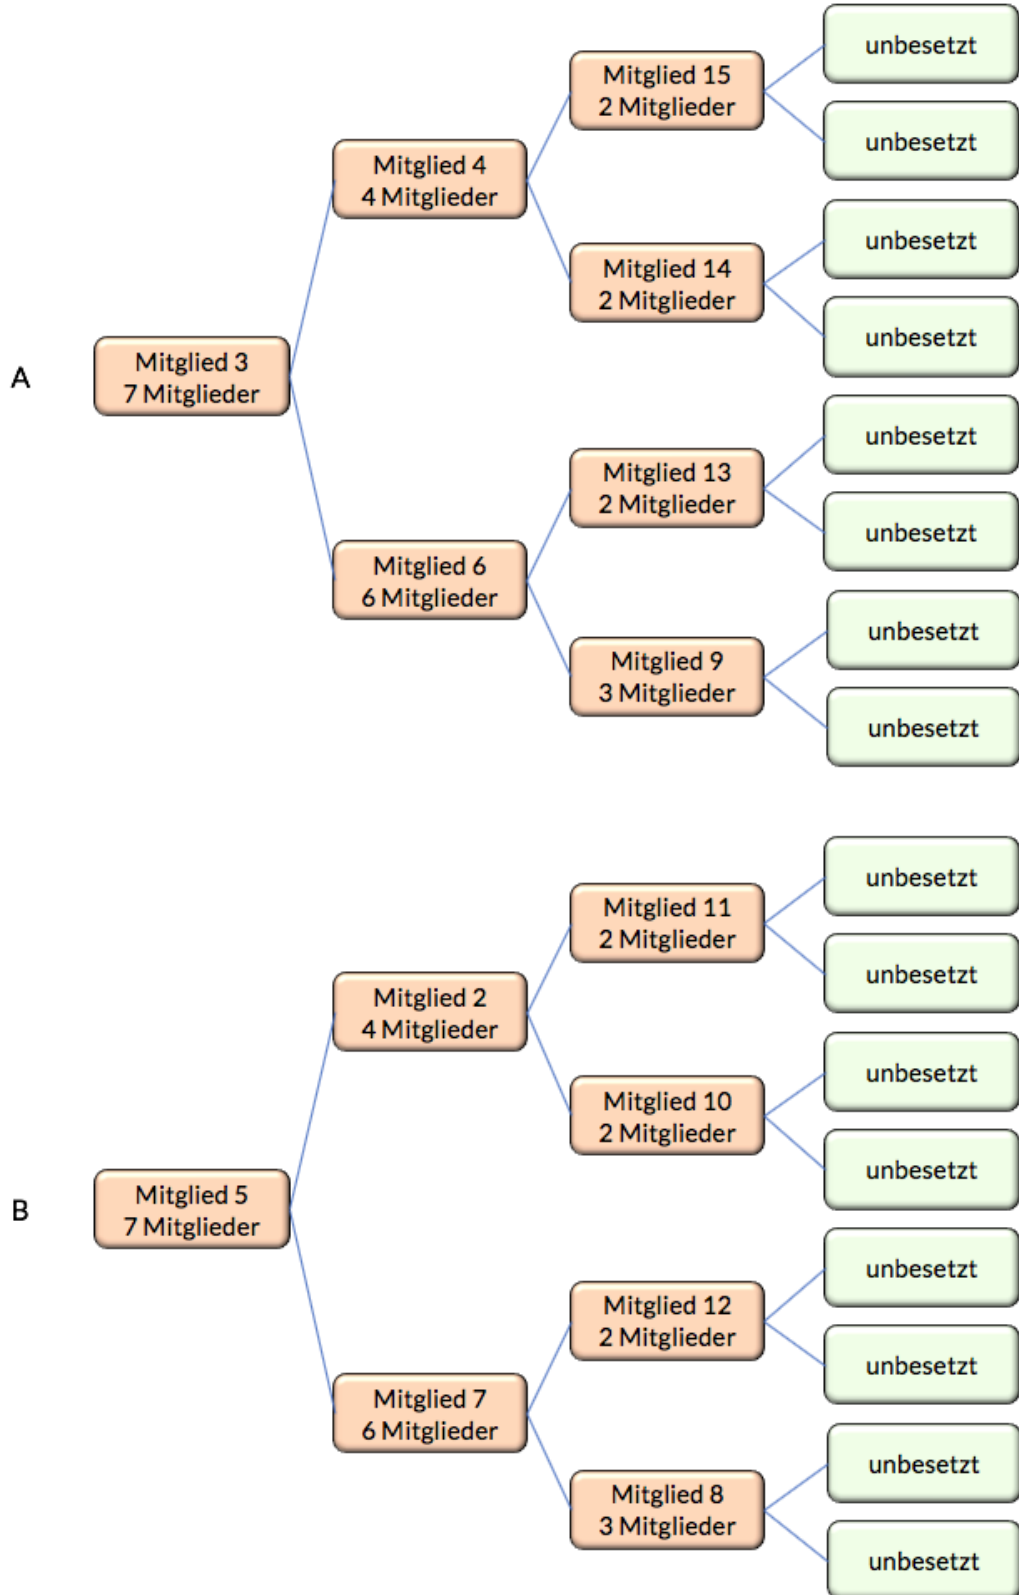 unbesetzt
Mitglied 15
2 Mitglieder
unbesetzt
Mitglied 4
4 Mitglieder
unbesetzt
Mitglied 14
2 Mitglieder
unbesetzt
A
Mitglied 3
7 Mitglieder
unbesetzt
Mitglied 13
2 Mitglieder
unbesetzt
Mitglied 6
6 Mitglieder
unbesetzt
Mitglied 9
3 Mitglieder
unbesetzt
unbesetzt
Mitglied 11
2 Mitglieder
unbesetzt
Mitglied 2
4 Mitglieder
unbesetzt
Mitglied 10
2 Mitglieder
unbesetzt
B
Mitglied 5
7 Mitglieder
unbesetzt
Mitglied 12
2 Mitglieder
unbesetzt
Mitglied 7
6 Mitglieder
unbesetzt
Mitglied 8
3 Mitglieder
unbesetzt